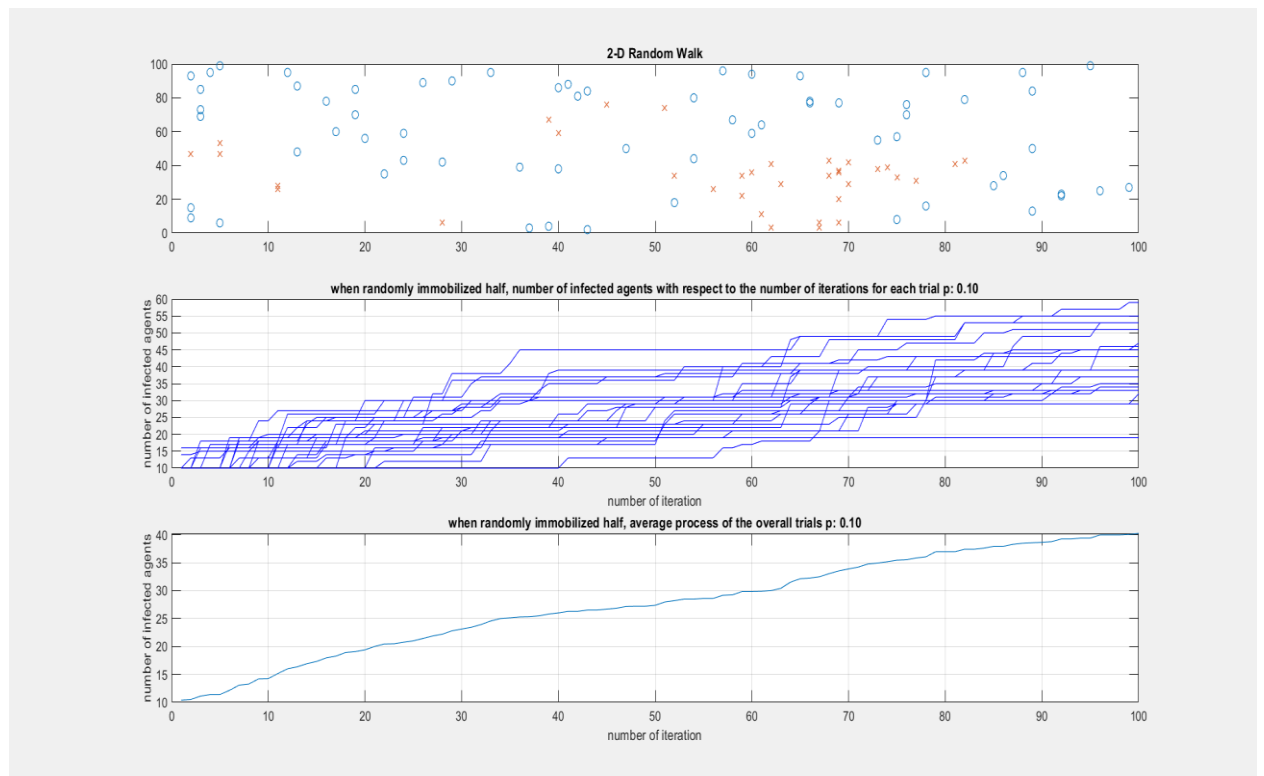 2-D Random Walk
100
80
60
40
20
0
0 10 20 30 40 50 60 70 80 90 100
when randomly immobilized half, number of infected agents with respect to the number of iterations for each trial p: 0.10
number of infected agents
60
55
50
45
40
35
30
25
20
15
10
0 10 20 30 40 50 60 70 80 90 100
number of iteration
when randomly immobilized half, average process of the overall trials p: 0.10
number of infected agents
40
35
30
25
20
15
10
0 10 20 30 40 50 60 70 80 90 100
number of iteration